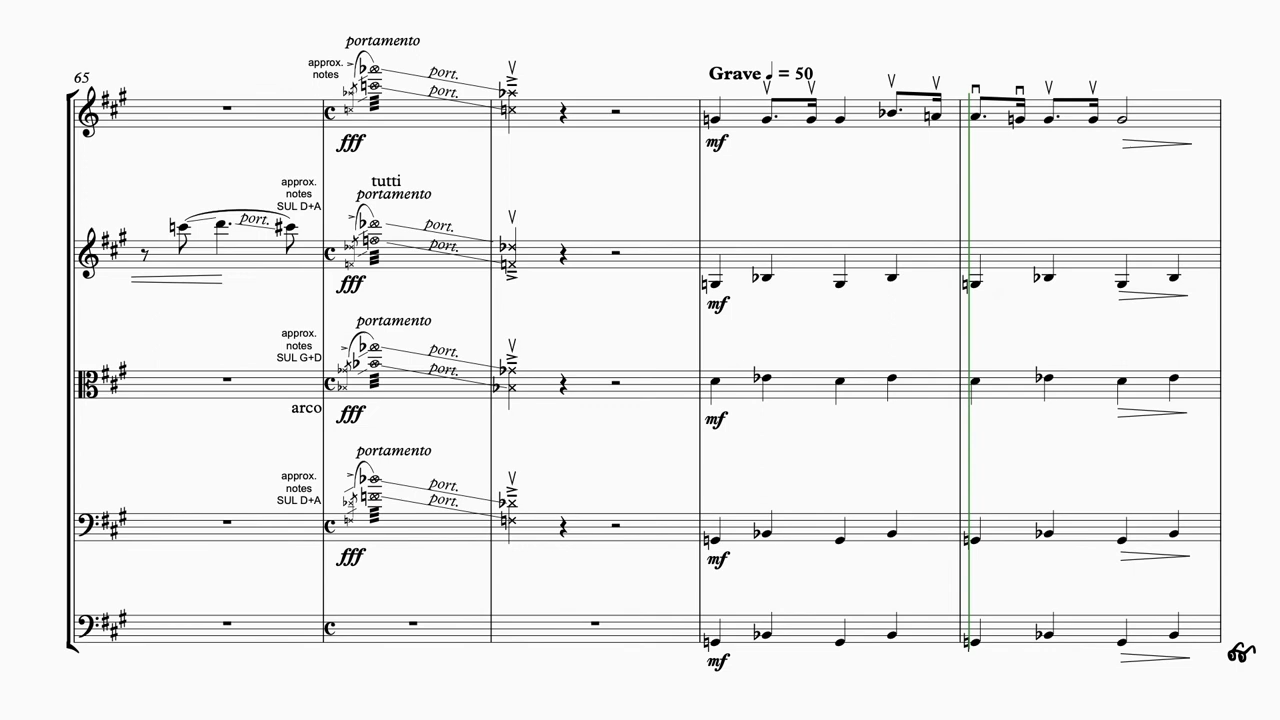 portamento
approx.
notes
65
port.
port.
Grave ♩ = 50
fff
mf
approx.
notes
SUL D+A
tutti
portamento
port.
port.
port.
fff
mf
approx.
notes
SUL G+D
portamento
port.
port.
arco
fff
mf
approx.
notes
SUL D+A
portamento
port.
port.
fff
mf
mf